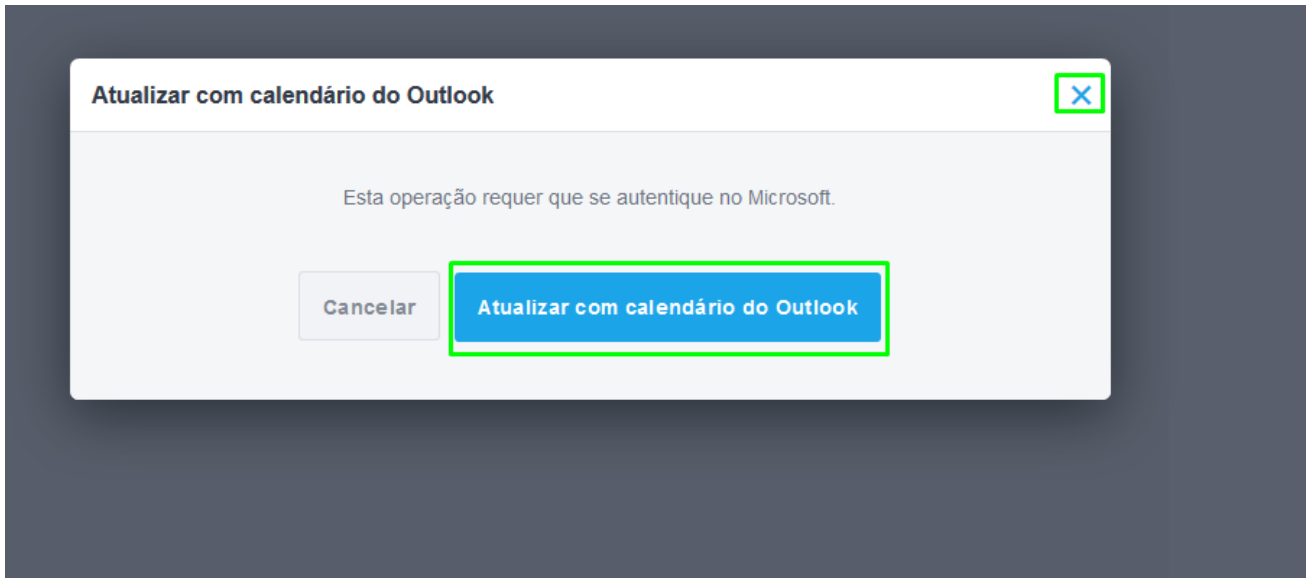 Atualizar com calendário do Outlook
Esta operação requer que se autentique no Microsoft.
Cancelar
Atualizar com calendário do Outlook